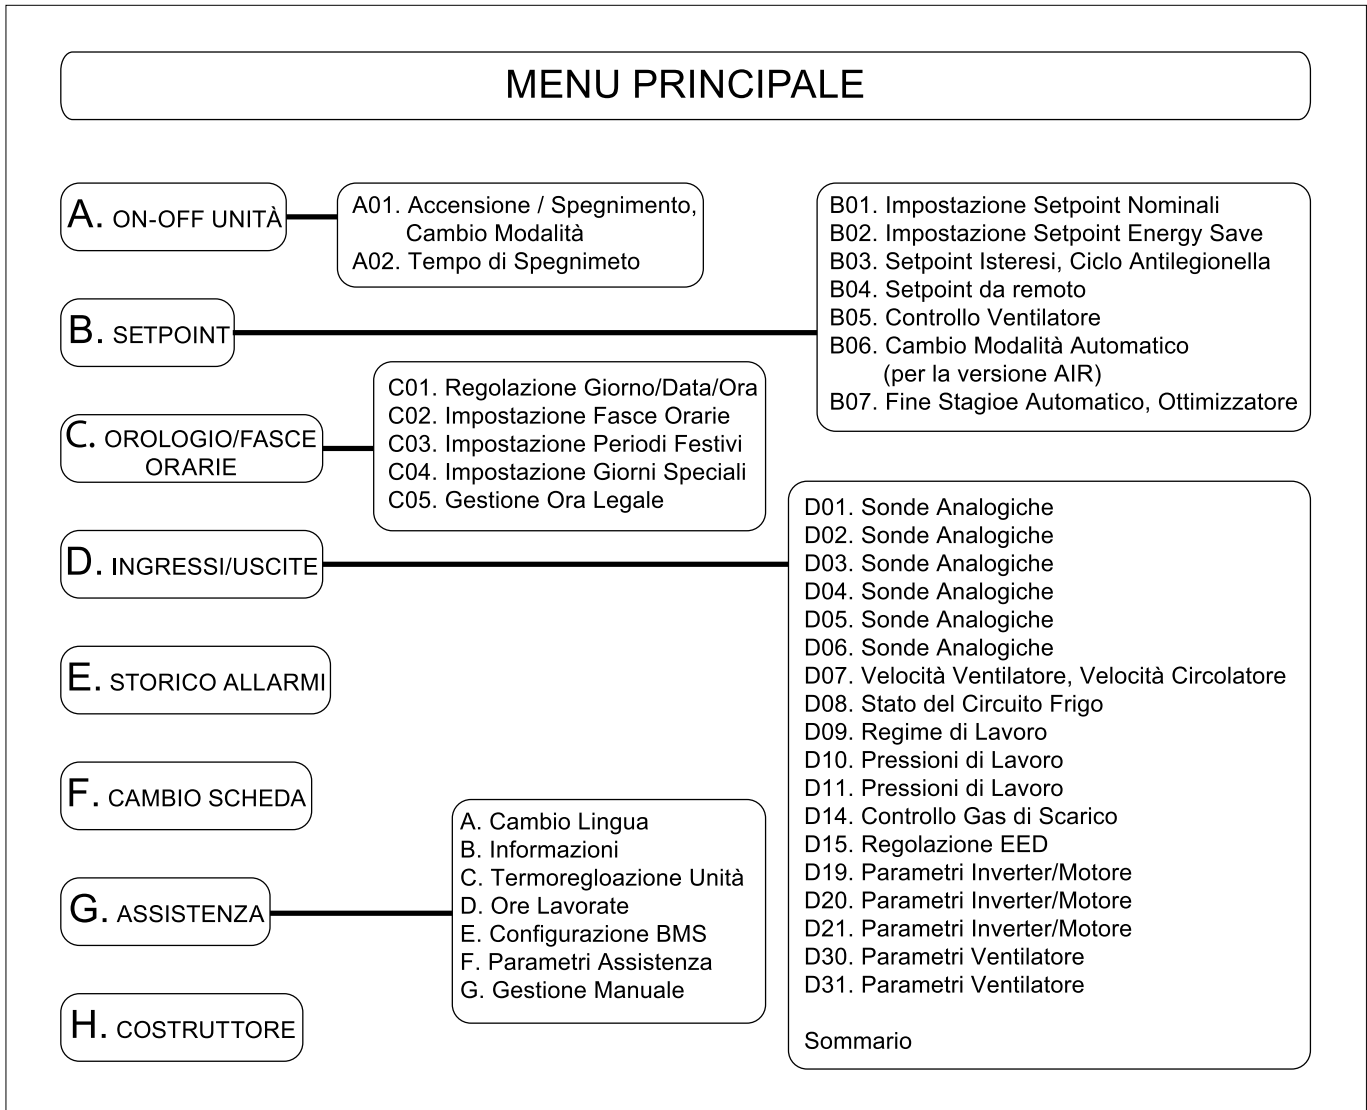 MENU PRINCIPALE
A. ON-OFF UNITÀ
A01. Accensione / Spegnimento,
Cambio Modalità
A02. Tempo di Spegnimeto
B. SETPOINT
B01. Impostazione Setpoint Nominali
B02. Impostazione Setpoint Energy Save
B03. Setpoint Isteresi, Ciclo Antilegionella
B04. Setpoint da remoto
B05. Controllo Ventilatore
B06. Cambio Modalità Automatico
(per la versione AIR)
B07. Fine Stagioe Automatico, Ottimizzatore
C. OROLOGIO/FASCE
ORARIE
C01. Regolazione Giorno/Data/Ora
C02. Impostazione Fasce Orarie
C03. Impostazione Periodi Festivi
C04. Impostazione Giorni Speciali
C05. Gestione Ora Legale
D. INGRESSI/USCITE
D01. Sonde Analogiche
D02. Sonde Analogiche
D03. Sonde Analogiche
D04. Sonde Analogiche
D05. Sonde Analogiche
D06. Sonde Analogiche
D07. Velocità Ventilatore, Velocità Circolatore
D08. Stato del Circuito Frigo
D09. Regime di Lavoro
D10. Pressioni di Lavoro
D11. Pressioni di Lavoro
D14. Controllo Gas di Scarico
D15. Regolazione EED
D19. Parametri Inverter/Motore
D20. Parametri Inverter/Motore
D21. Parametri Inverter/Motore
D30. Parametri Ventilatore
D31. Parametri Ventilatore
Sommario
E. STORICO ALLARMI
F. CAMBIO SCHEDA
G. ASSISTENZA
A. Cambio Lingua
B. Informazioni
C. Termoregloazione Unità
D. Ore Lavorate
E. Configurazione BMS
F. Parametri Assistenza
G. Gestione Manuale
H. COSTRUTTORE